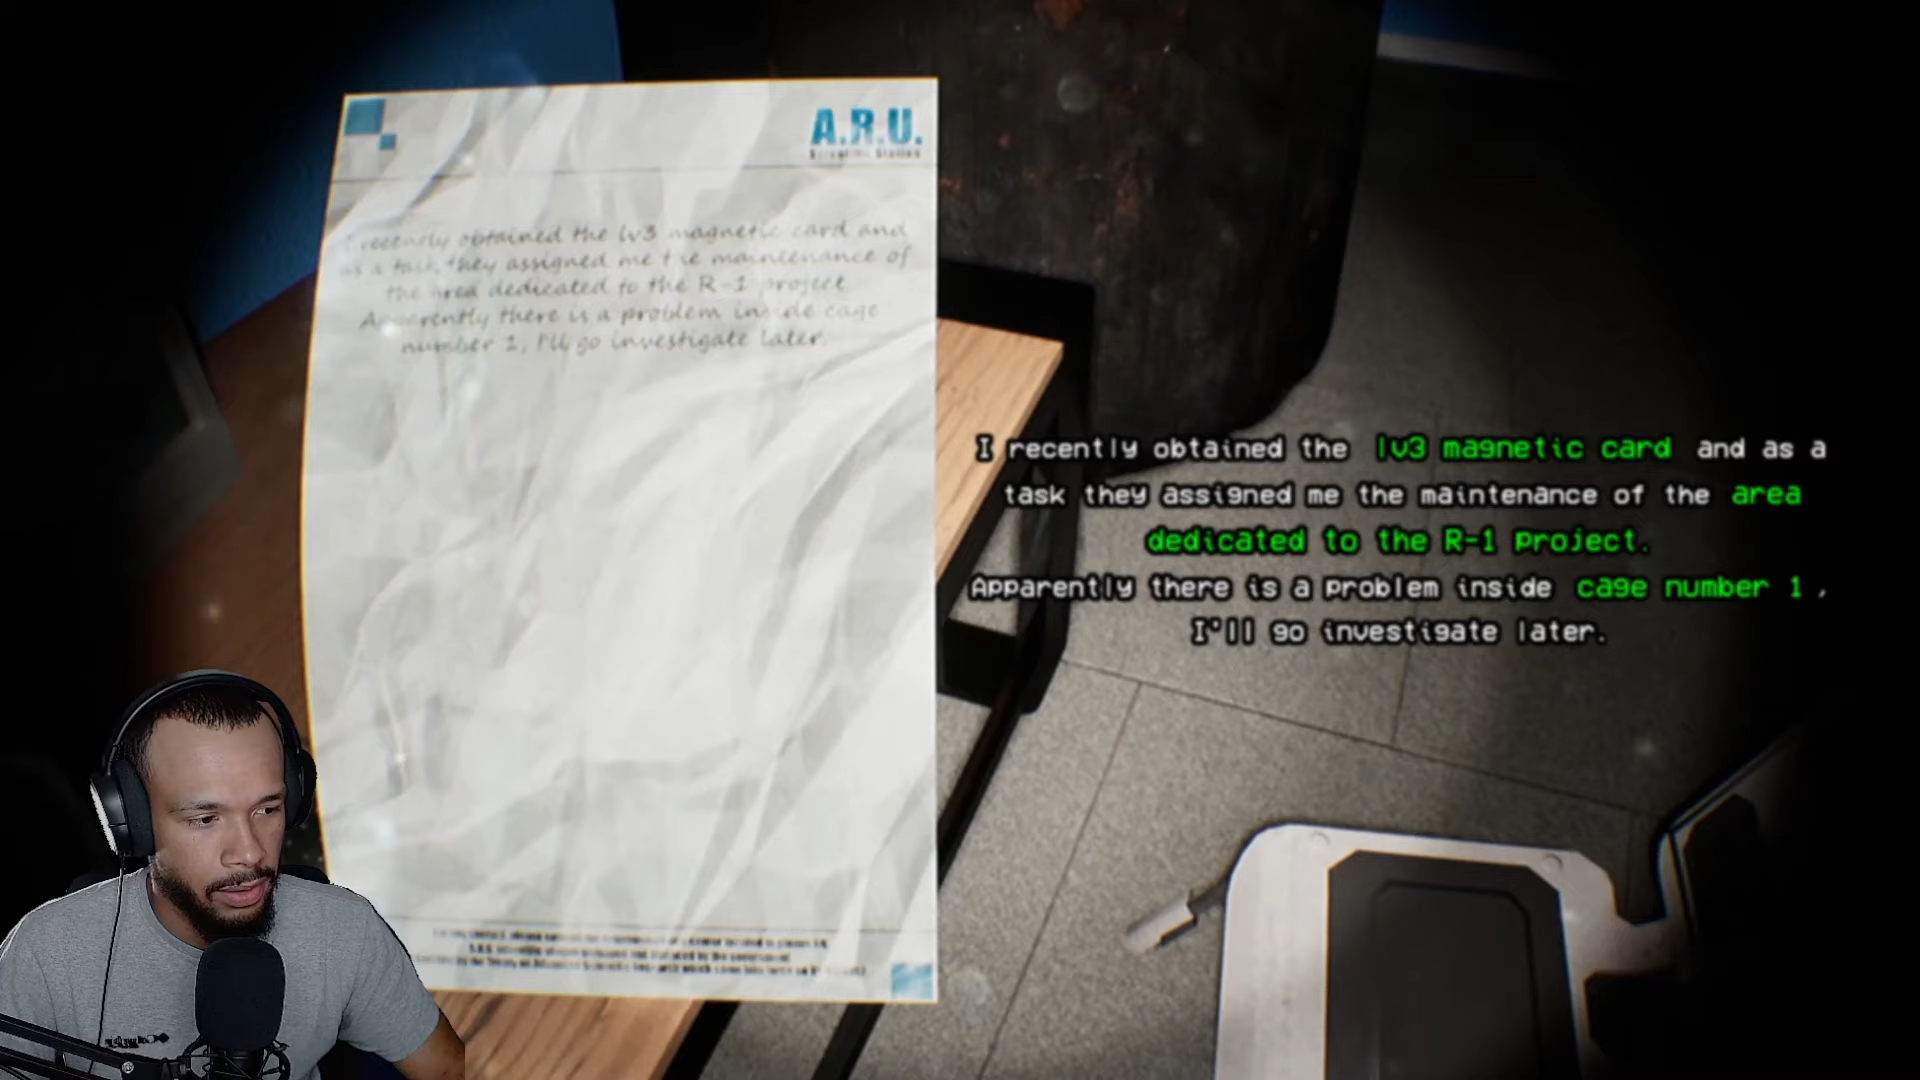 A.R.U.
Scientific Station
I recently obtained the lv3 magnetic card and
as a task they assigned me the maintenance of
the area dedicated to the R-1 project
Apparently there is a problem inside cage
number 1, I'll go investigate later.
I recently obtained the lv3 magnetic card and as a
task they assigned me the maintenance of the area
dedicated to the R-1 project.
Apparently there is a problem inside cage number 1,
I'll go investigate later.